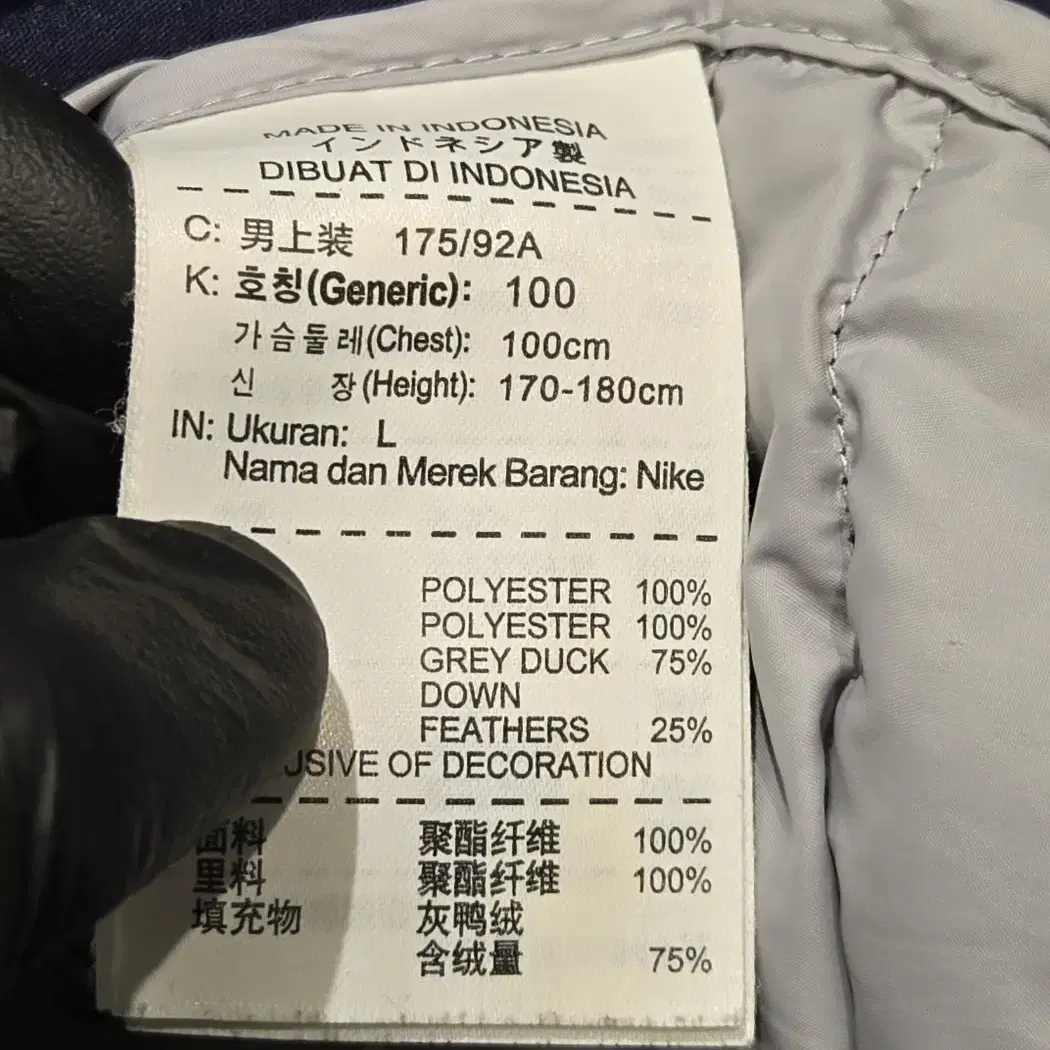 MADE IN INDONESIA
インドネシア製
DIBUAT DI INDONESIA
C: 男上装 175/92A
K: 호칭(Generic): 100
가슴둘레(Chest): 100cm
신 장(Height): 170-180cm
IN: Ukuran: L
Nama dan Merek Barang: Nike
POLYESTER 100%
POLYESTER 100%
GREY DUCK 75%
DOWN
FEATHERS 25%
OF DECORATION
面料 聚酯纤维 100%
里料 聚酯纤维 100%
填充物 灰鸭绒
含绒量 75%